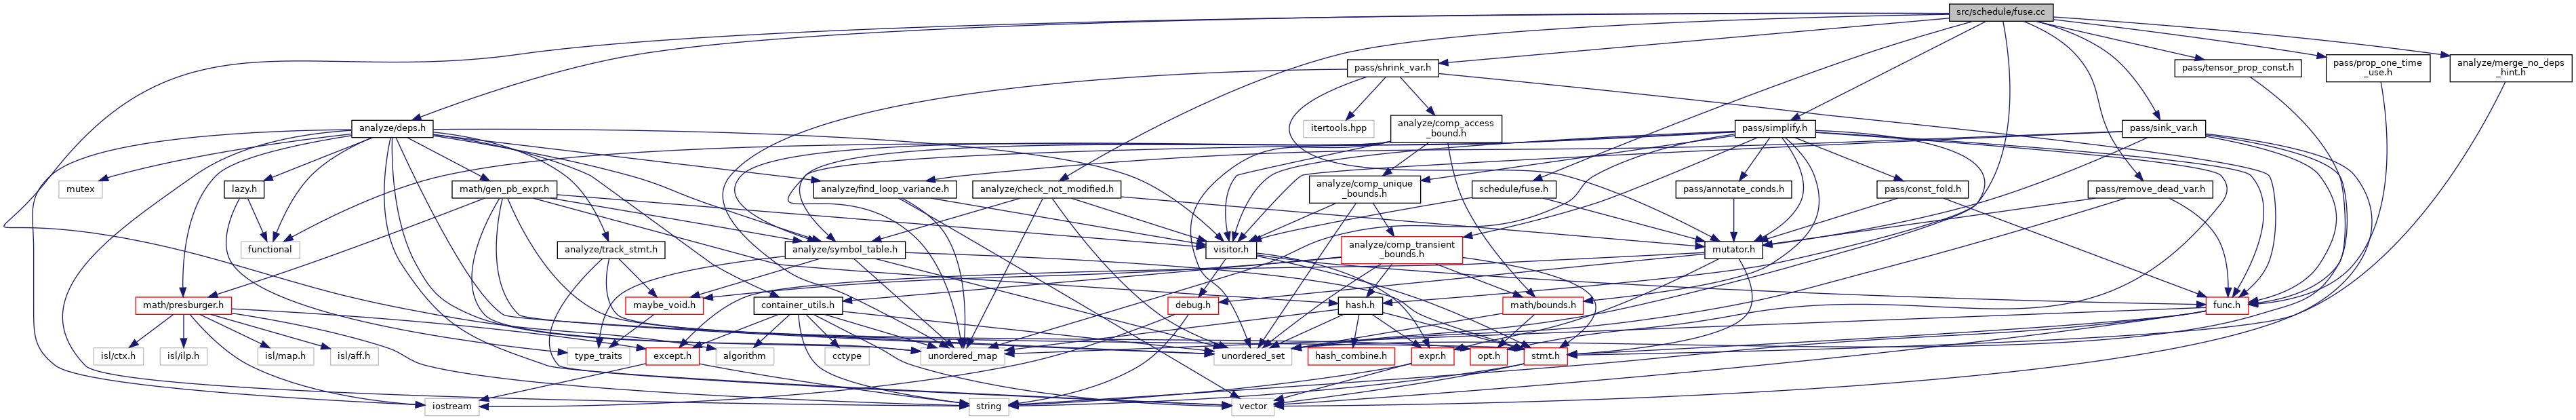 src/schedule/fuse.cc
pass/shrink_var.h
pass/tensor_prop_const.h
pass/prop_one_time
_use.h
analyze/merge_no_deps
_hint.h
analyze/deps.h
itertools.hpp
analyze/comp_access
_bound.h
pass/simplify.h
pass/sink_var.h
mutex
lazy.h
math/gen_pb_expr.h
analyze/find_loop_variance.h
analyze/check_not_modified.h
analyze/comp_unique
_bounds.h
schedule/fuse.h
pass/annotate_conds.h
pass/const_fold.h
pass/remove_dead_var.h
functional
analyze/track_stmt.h
analyze/symbol_table.h
visitor.h
analyze/comp_transient
_bounds.h
mutator.h
math/presburger.h
maybe_void.h
container_utils.h
debug.h
hash.h
math/bounds.h
func.h
isl/ctx.h
isl/ilp.h
isl/map.h
isl/aff.h
type_traits
except.h
algorithm
cctype
unordered_map
unordered_set
hash_combine.h
expr.h
opt.h
stmt.h
iostream
string
vector